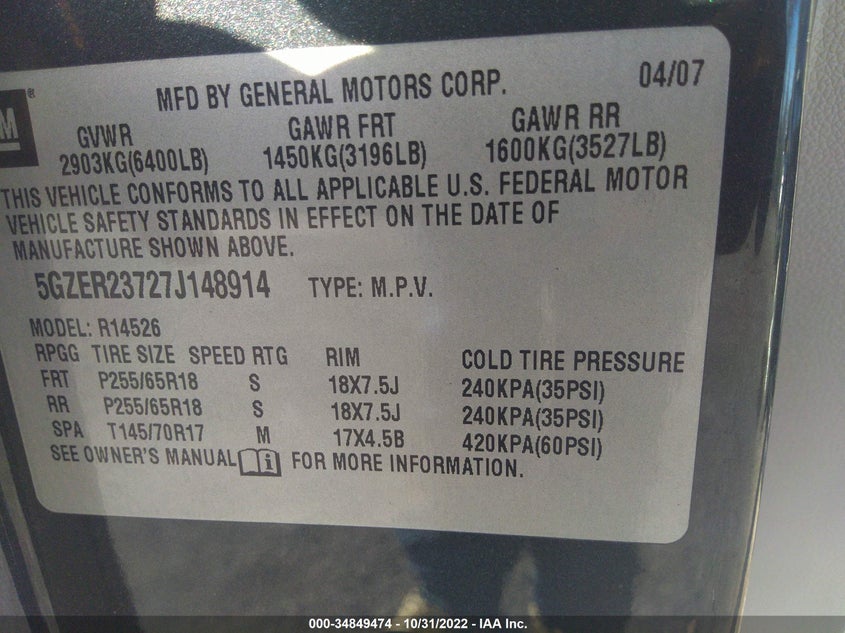 M ®
MFD BY GENERAL MOTORS CORP. 04/07
GVWR GAWR FRT GAWR RR
2903KG(6400LB) 1450KG(3196LB) 1600KG(3527LB)
THIS VEHICLE CONFORMS TO ALL APPLICABLE U.S. FEDERAL MOTOR
VEHICLE SAFETY STANDARDS IN EFFECT ON THE DATE OF
MANUFACTURE SHOWN ABOVE.
5GZER23727J148914 TYPE: M.P.V.
MODEL: R14526
RPGG TIRE SIZE SPEED RTG RIM COLD TIRE PRESSURE
FRT P255/65R18 S 18X7.5J 240KPA(35PSI)
RR P255/65R18 S 18X7.5J 240KPA(35PSI)
SPA T145/70R17 M 17X4.5B 420KPA(60PSI)
SEE OWNER'S MANUAL i FOR MORE INFORMATION.
000-34849474 - 10/31/2022 - IAA Inc.